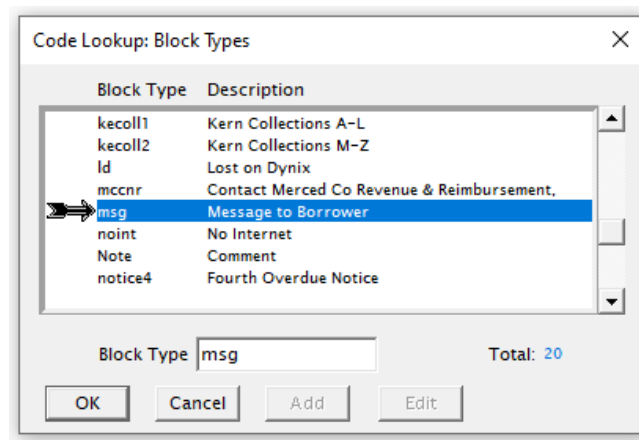 Code Lookup: Block Types
Block Type Description
kecoll1 Kern Collections A-L
kecoll2 Kern Collections M-Z
ld Lost on Dynix
mccnr Contact Merced Co Revenue & Reimbursement,
msg Message to Borrower
noint No Internet
Note Comment
notice4 Fourth Overdue Notice
Block Type msg Total: 20
OK Cancel Add Edit